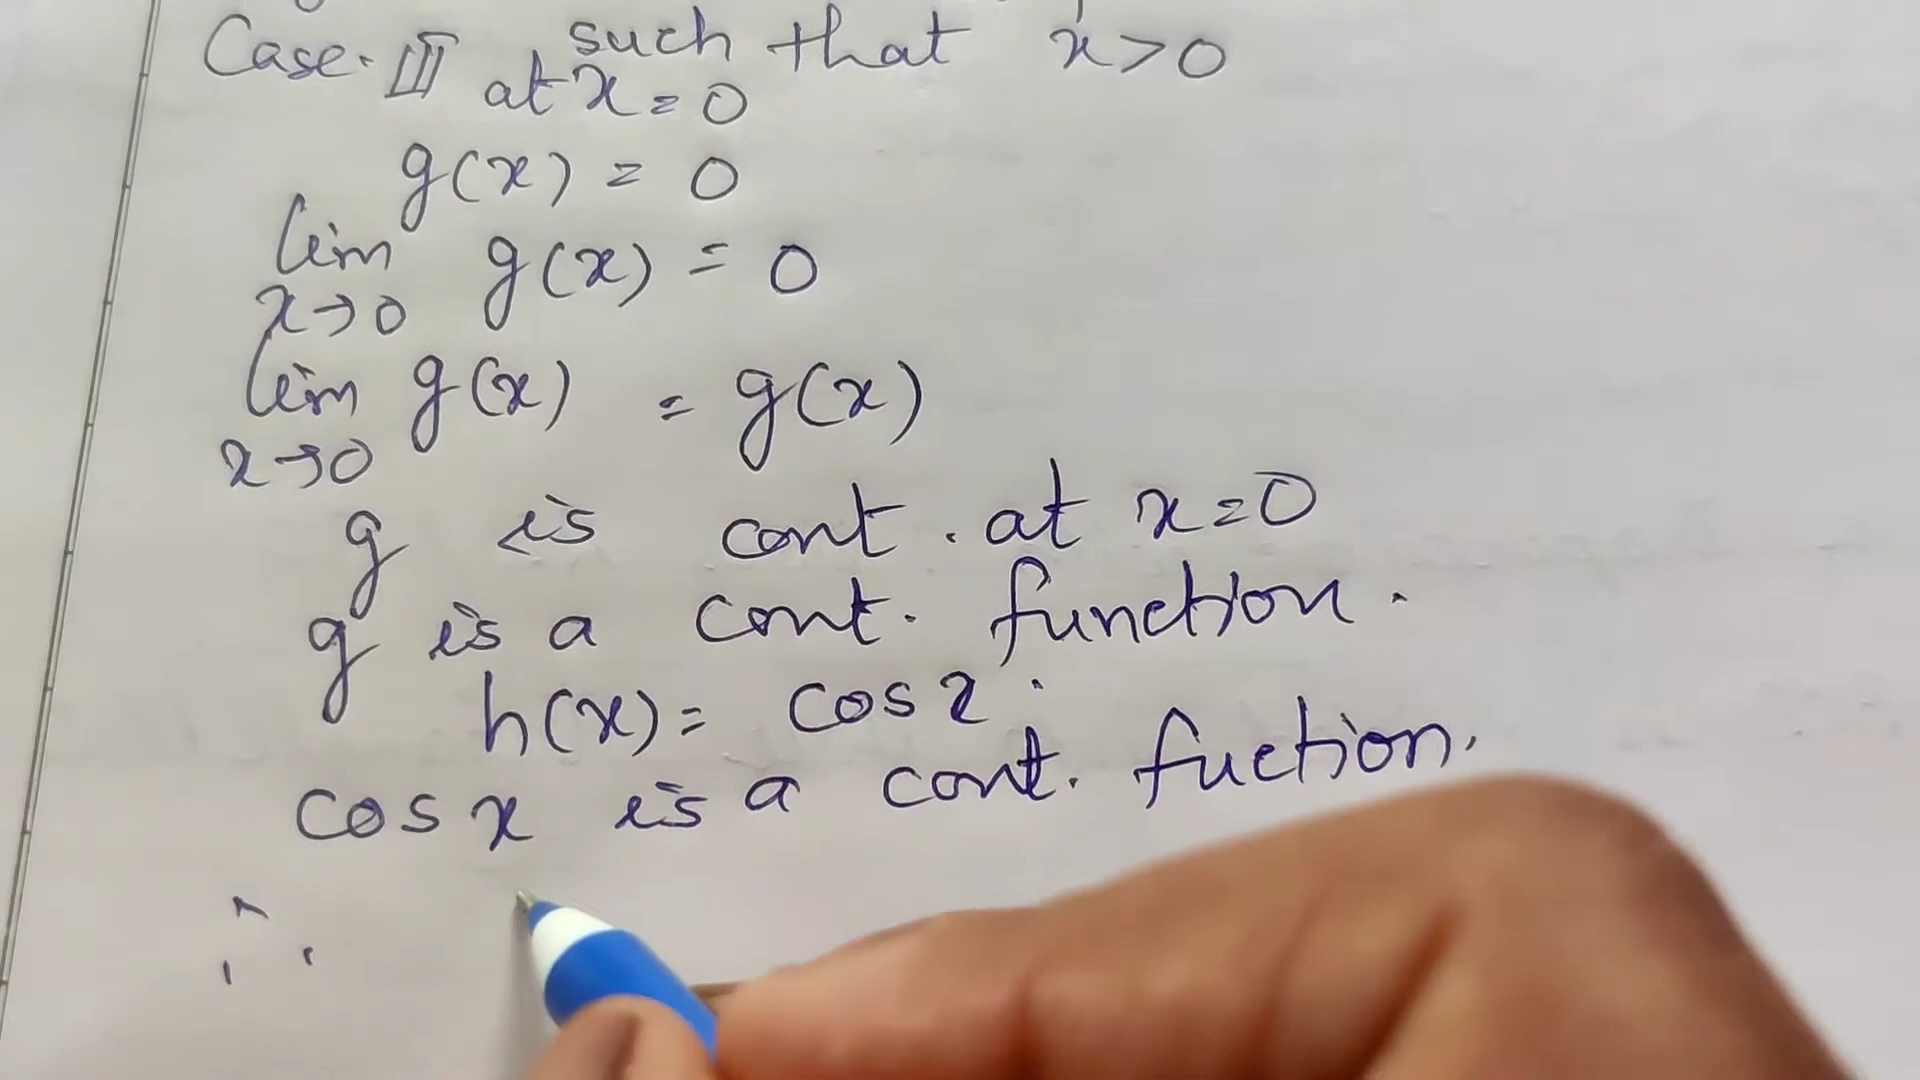 such that x>0
Case. III at x = 0
g(x) = 0
lim g(x) = 0
x→0
lim g(x) = g(x)
x→0
g is cont. at x=0
g is a cont. function.
h(x) = cos x.
cos x is a cont. fuction.
∴